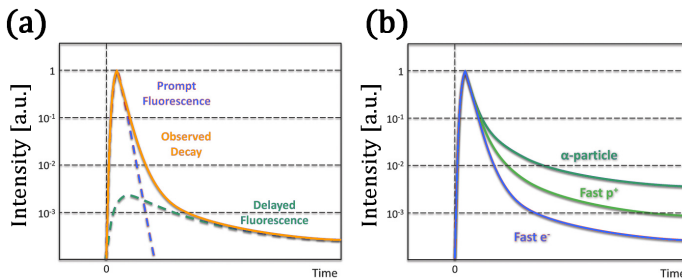 (a)
Intensity [a.u.]
1
10-1
10-2
10-3
Prompt
Fluorescence
Observed
Decay
Delayed
Fluorescence
0
Time
(b)
Intensity [a.u.]
1
10-1
10-2
10-3
α-particle
Fast p+
Fast e-
0
Time